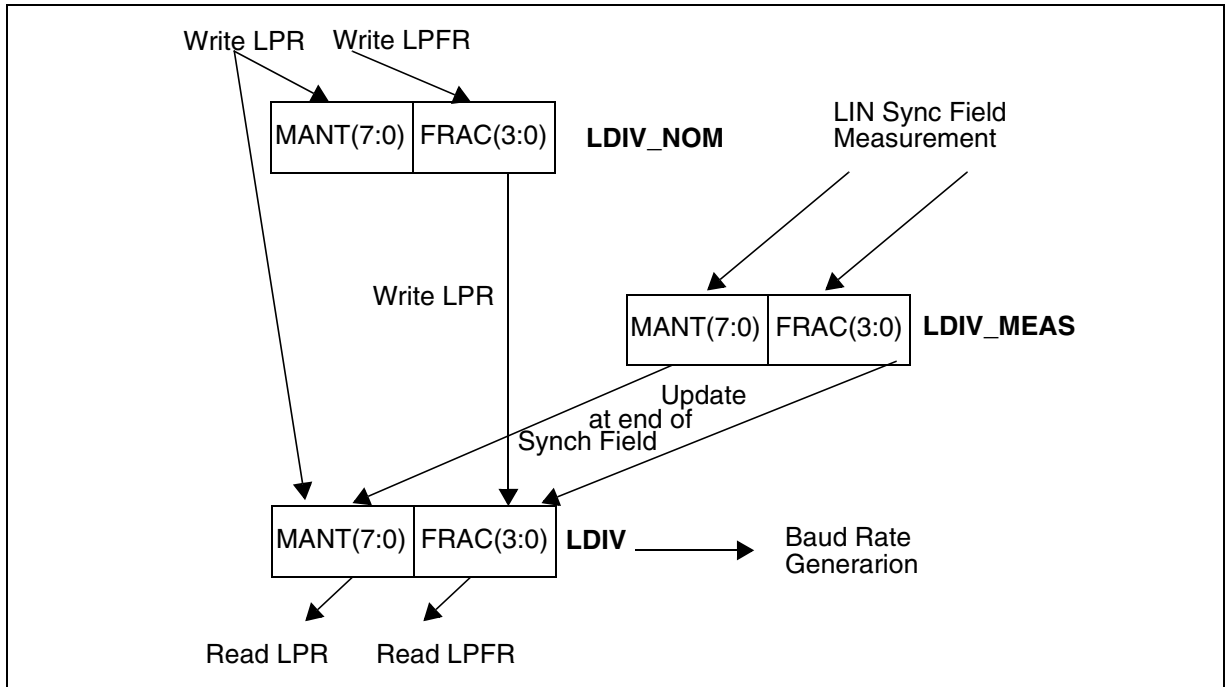 Write LPR
Write LPFR
MANT(7:0)
FRAC(3:0)
LDIV_NOM
LIN Sync Field
Measurement
Write LPR
MANT(7:0)
FRAC(3:0)
LDIV_MEAS
Update
at end of
Synch Field
MANT(7:0)
FRAC(3:0)
LDIV
Baud Rate
Generarion
Read LPR
Read LPFR